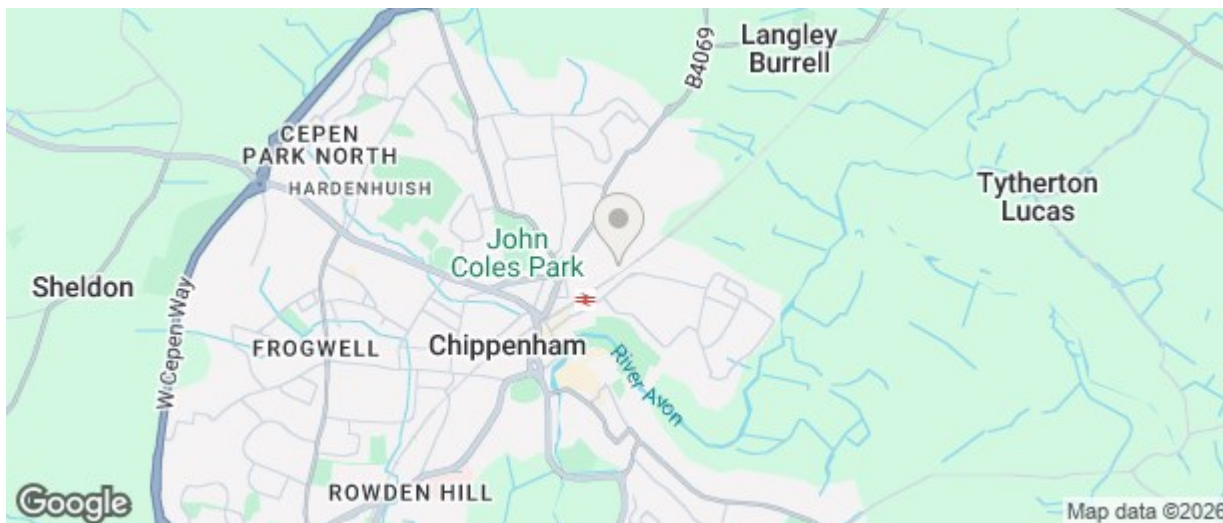 Langley
Burrell
B4069
CEPEN
PARK NORTH
HARDENHUISH
Tytherton
Lucas
John
Coles Park
Sheldon
W Cepen Way
FROGWELL
Chippenham
River Avon
ROWDEN HILL
Google
Map data ©2026